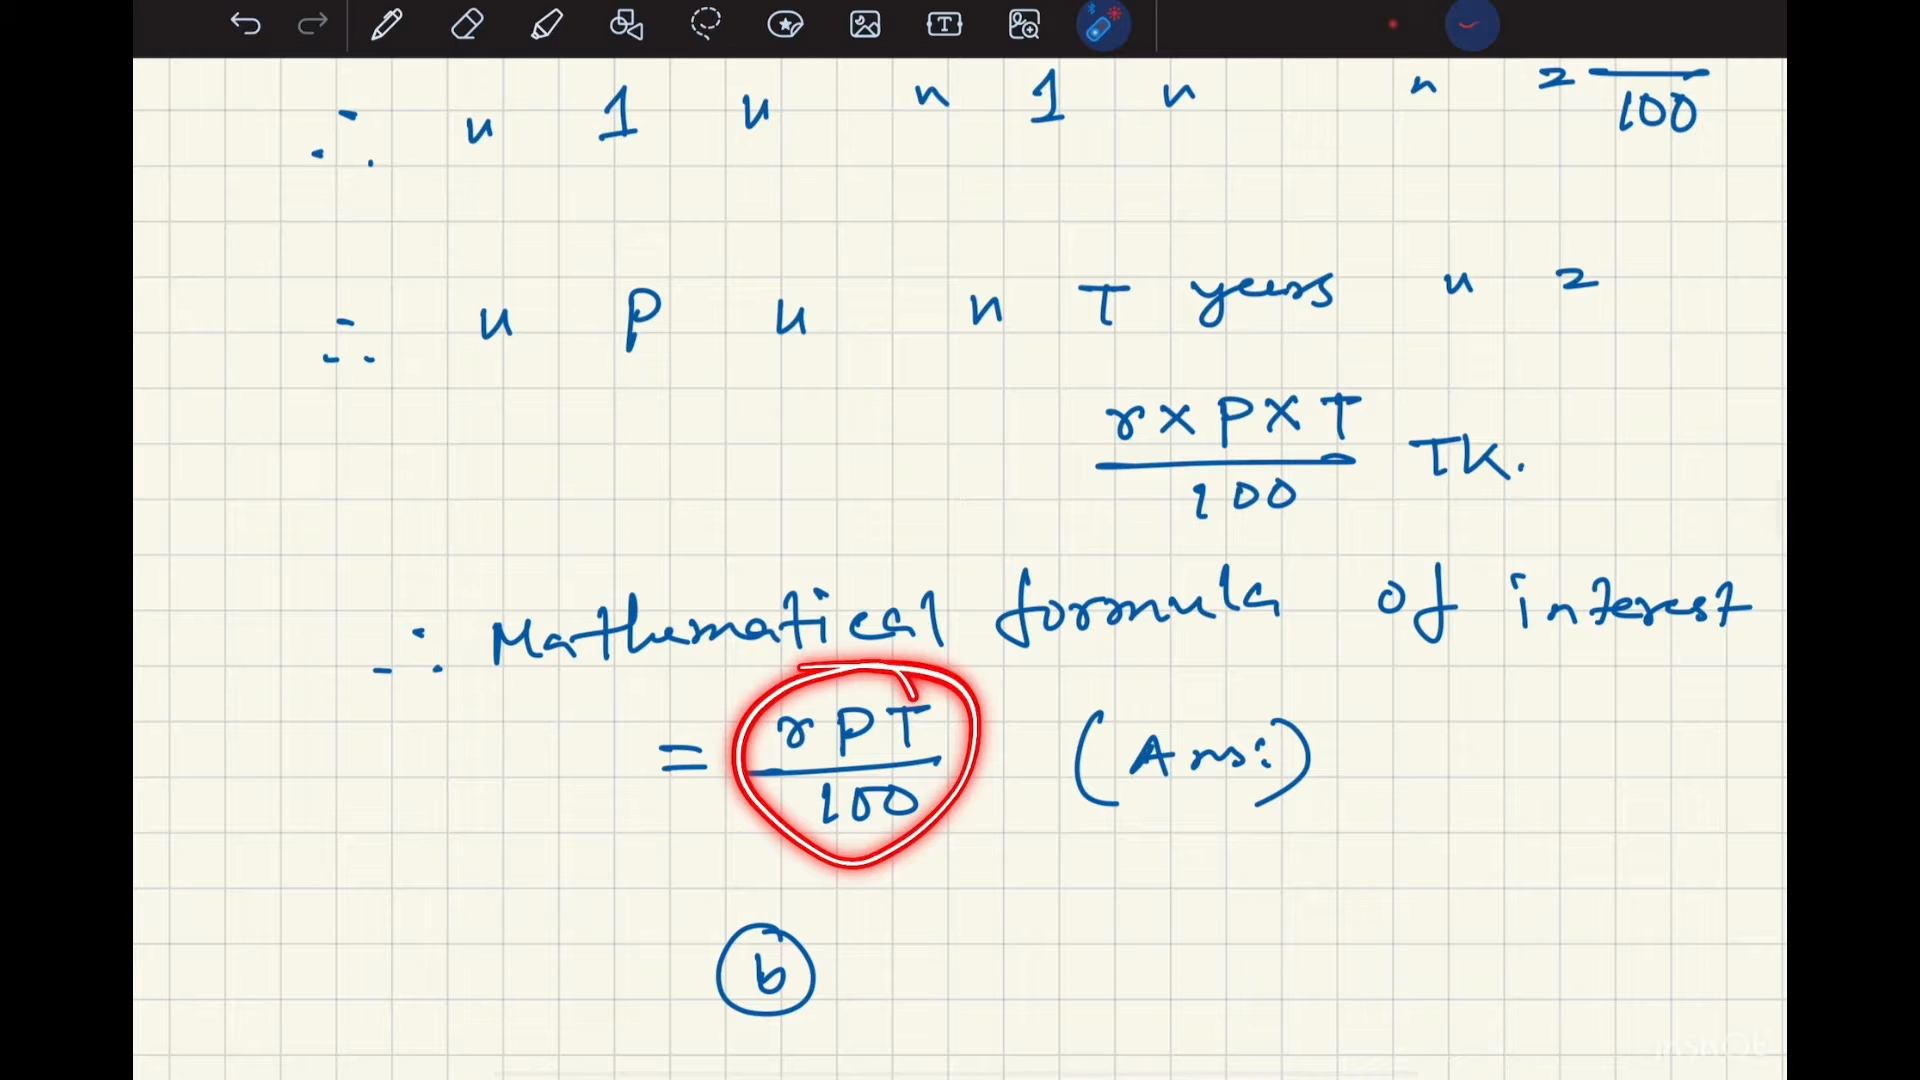 ∴ " 1 " " 1 " " = ─/100
∴ " P " " T years " =
r × P × T / 100 TK.
∴ Mathematical formula of interest
= rPT / 100 (Ans:)
b